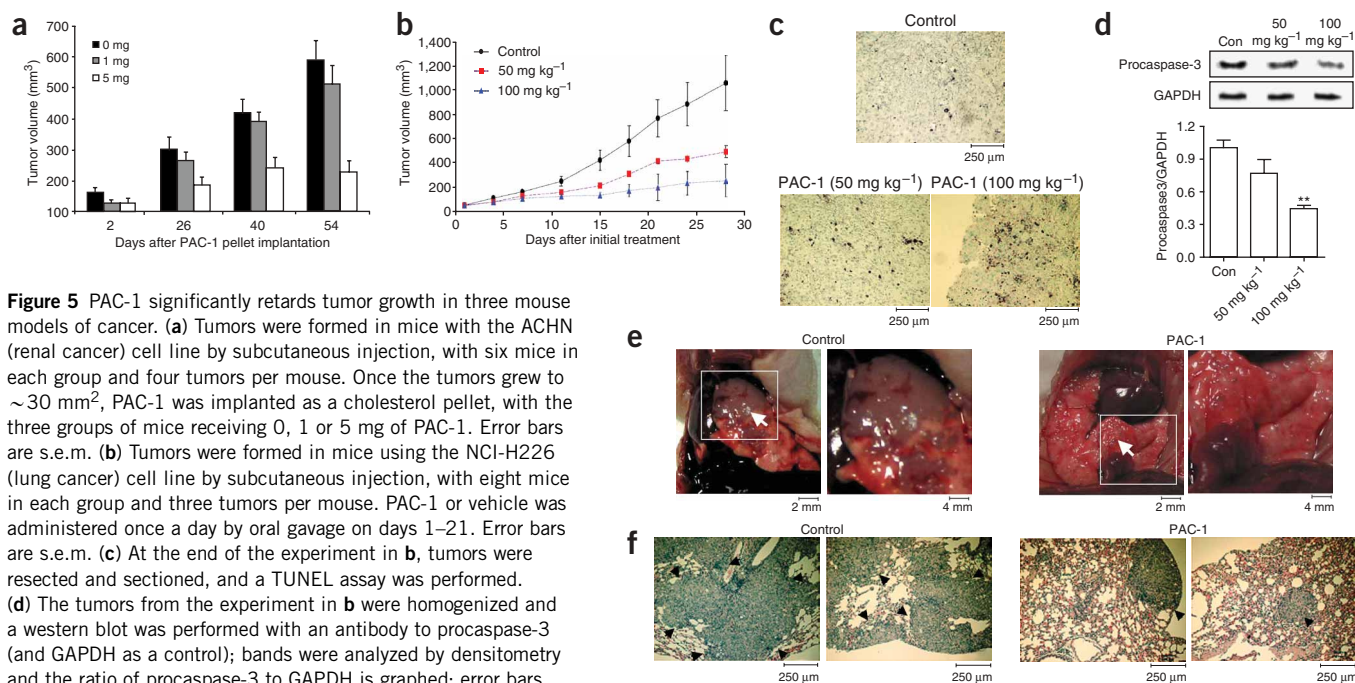 a
700
600
500
400
300
200
100
Tumor volume (mm³)
0 mg
1 mg
5 mg
2 26 40 54
Days after PAC-1 pellet implantation
b
1,400
1,200
1,000
800
600
400
200
0
Tumor volume (mm³)
Control
50 mg kg⁻¹
100 mg kg⁻¹
0 5 10 15 20 25 30
Days after initial treatment
c
Control
250 µm
PAC-1 (50 mg kg⁻¹) PAC-1 (100 mg kg⁻¹)
250 µm 250 µm
d
50 100
Con mg kg⁻¹ mg kg⁻¹
Procaspase-3
GAPDH
1.2
0.9
0.6
0.3
0.0
Procaspase3/GAPDH
**
Con
50 mg kg⁻¹
100 mg kg⁻¹
Figure 5 PAC-1 significantly retards tumor growth in three mouse
models of cancer. (a) Tumors were formed in mice with the ACHN
(renal cancer) cell line by subcutaneous injection, with six mice in
each group and four tumors per mouse. Once the tumors grew to
~30 mm², PAC-1 was implanted as a cholesterol pellet, with the
three groups of mice receiving 0, 1 or 5 mg of PAC-1. Error bars
are s.e.m. (b) Tumors were formed in mice using the NCI-H226
(lung cancer) cell line by subcutaneous injection, with eight mice
in each group and three tumors per mouse. PAC-1 or vehicle was
administered once a day by oral gavage on days 1–21. Error bars
are s.e.m. (c) At the end of the experiment in b, tumors were
resected and sectioned, and a TUNEL assay was performed.
(d) The tumors from the experiment in b were homogenized and
a western blot was performed with an antibody to procaspase-3
(and GAPDH as a control); bands were analyzed by densitometry
and the ratio of procaspase-3 to GAPDH is graphed; error bars
e
Control PAC-1
2 mm 4 mm 2 mm 4 mm
f
Control PAC-1
250 µm 250 µm 250 µm 250 µm